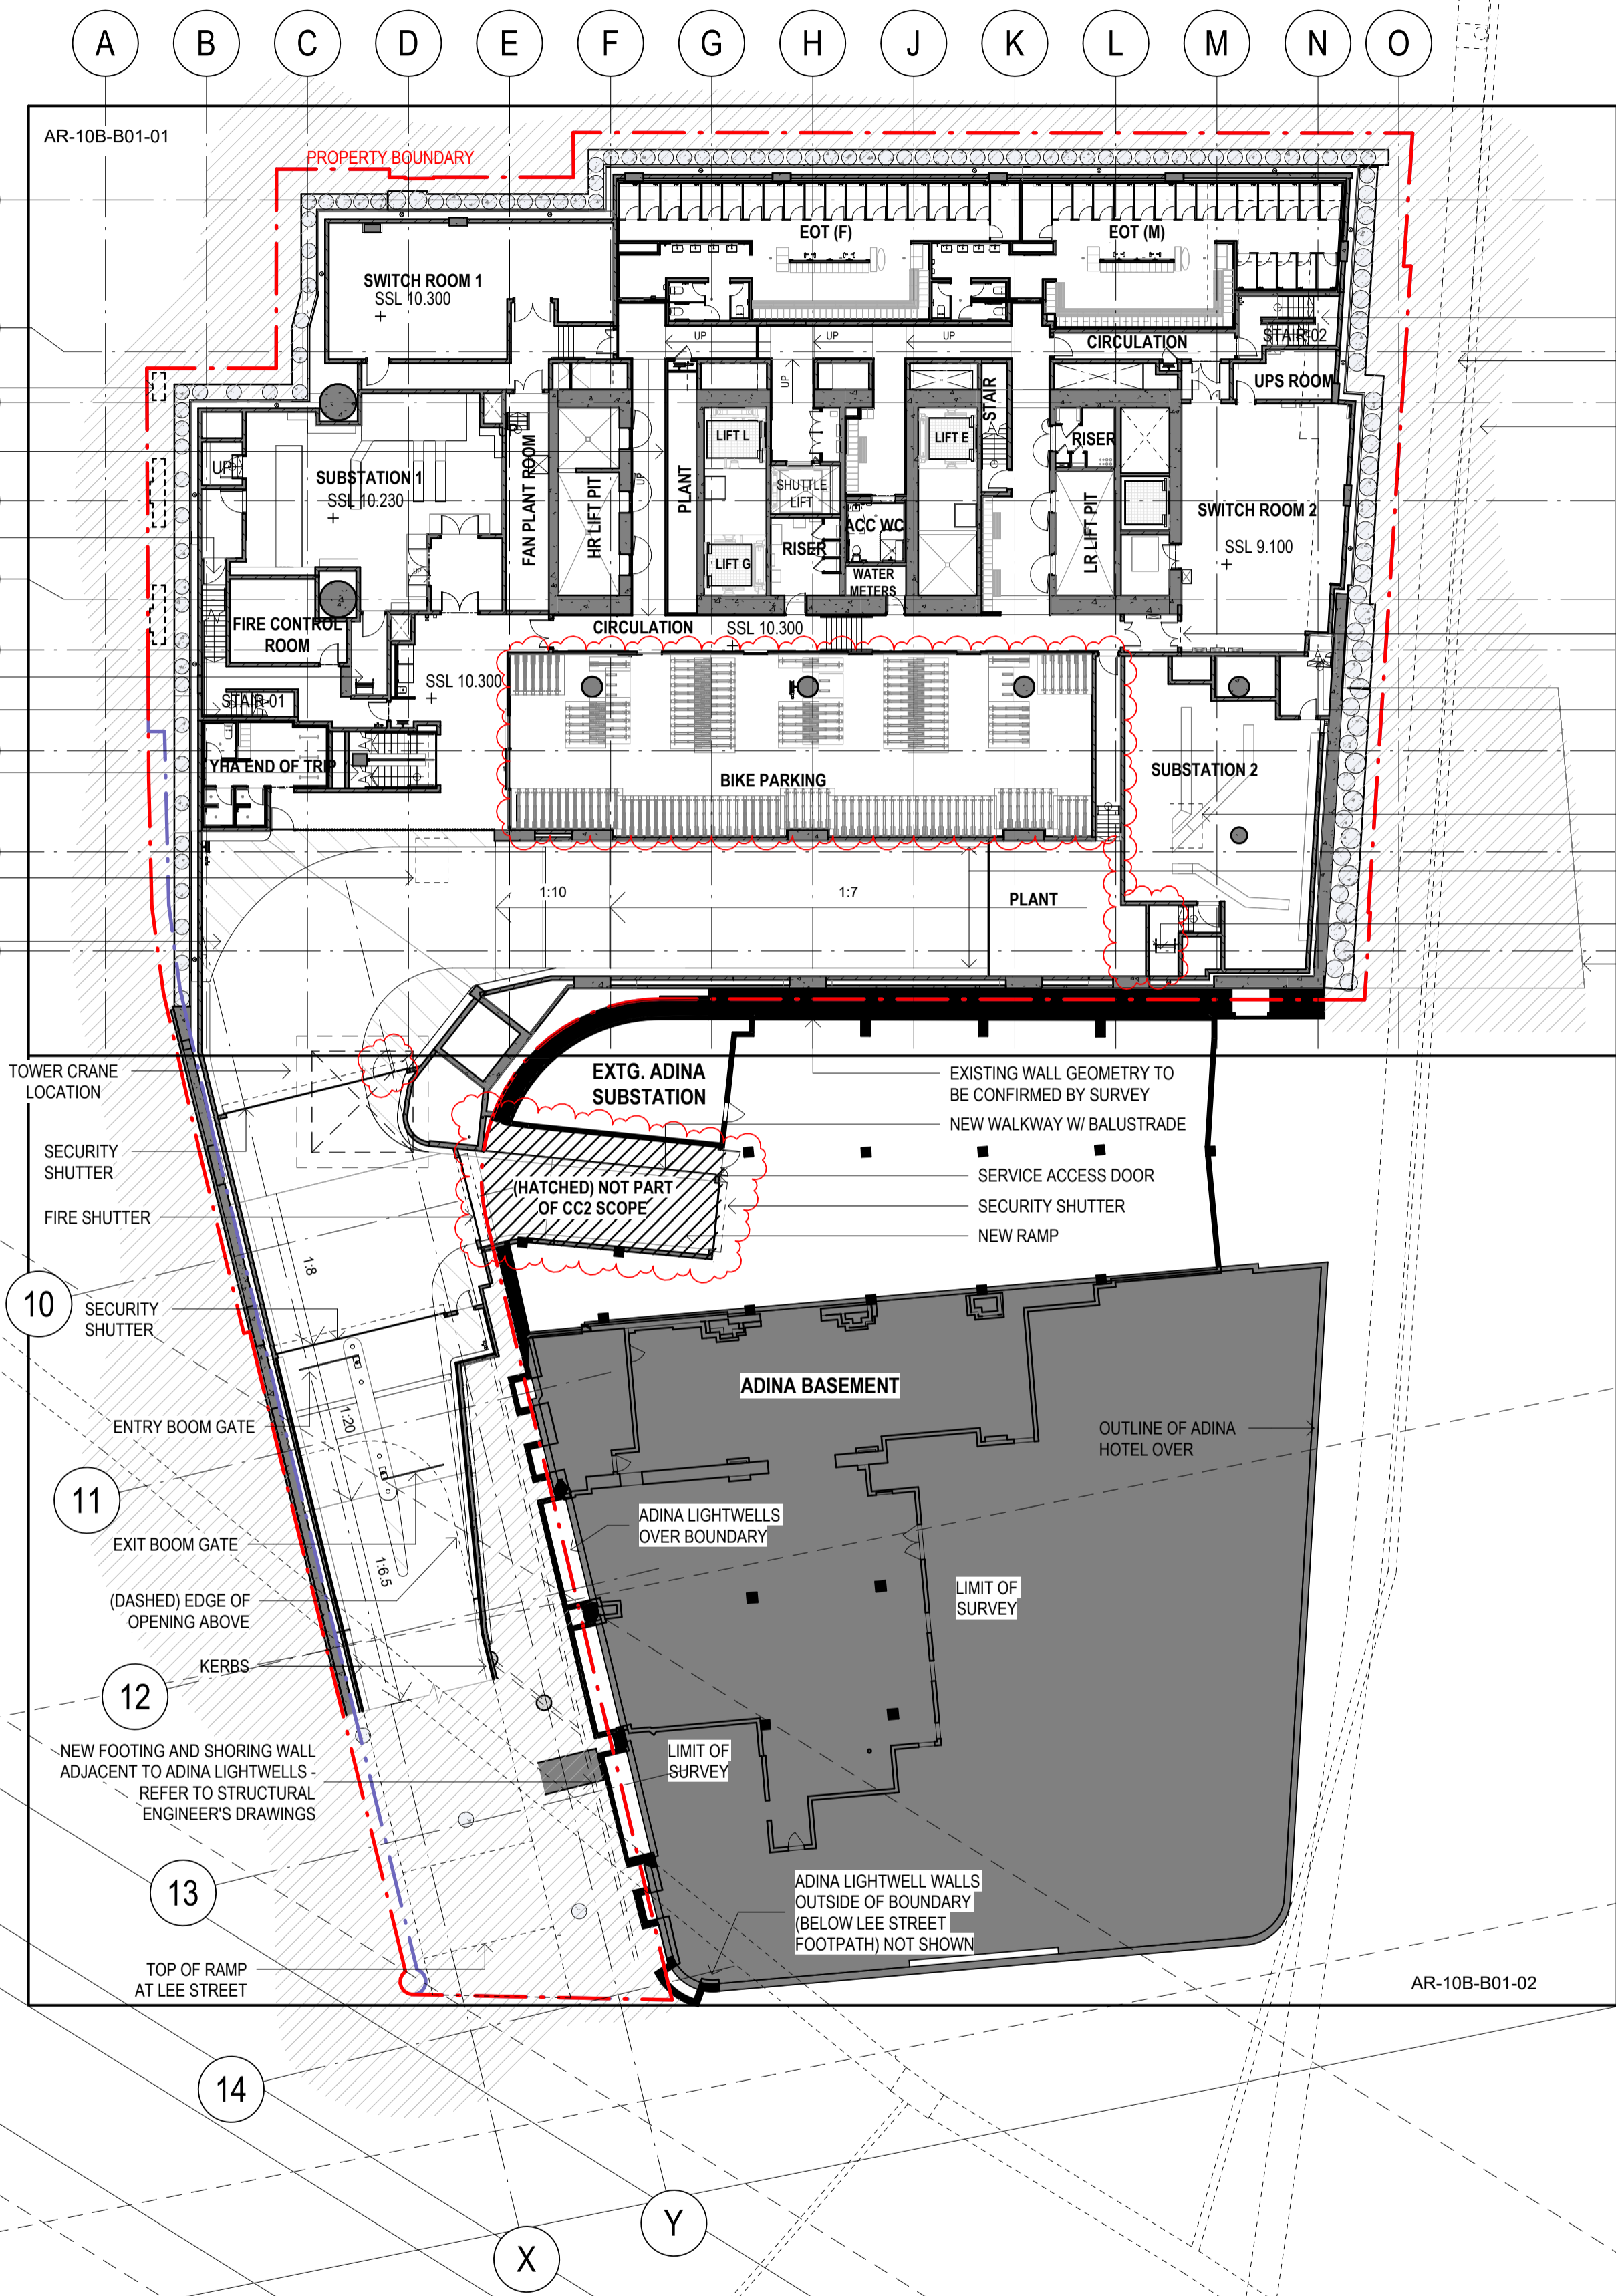 A B C D E F G H J K L M N O
AR-10B-B01-01
PROPERTY BOUNDARY
EOT (F)
EOT (M)
SWITCH ROOM 1
SSL 10.300
UP
UP
UP
CIRCULATION
STAIR-02
UPS ROOM
UP
STAIR
LIFT L
LIFT E
RISER
UP
SUBSTATION 1
SSL 10.230
FAN PLANT ROOM
HR LIFT PIT
UP
PLANT
SHUTTLE
LIFT
LR LIFT PIT
SWITCH ROOM 2
SSL 9.100
ACC WC
RISER
LIFT G
WATER
METERS
UP
FIRE CONTROL
ROOM
CIRCULATION
SSL 10.300
SSL 10.300
STAIR-01
YHA END OF TRIP
BIKE PARKING
SUBSTATION 2
1:10
1:7
PLANT
TOWER CRANE
LOCATION
EXTG. ADINA
SUBSTATION
EXISTING WALL GEOMETRY TO
BE CONFIRMED BY SURVEY
NEW WALKWAY W/ BALUSTRADE
SECURITY
SHUTTER
SERVICE ACCESS DOOR
(HATCHED) NOT PART
OF CC2 SCOPE
SECURITY SHUTTER
FIRE SHUTTER
NEW RAMP
1:8
10
SECURITY
SHUTTER
ADINA BASEMENT
ENTRY BOOM GATE
1:20
OUTLINE OF ADINA
HOTEL OVER
11
ADINA LIGHTWELLS
OVER BOUNDARY
EXIT BOOM GATE
1:6.5
(DASHED) EDGE OF
OPENING ABOVE
LIMIT OF
SURVEY
KERBS
12
NEW FOOTING AND SHORING WALL
ADJACENT TO ADINA LIGHTWELLS -
REFER TO STRUCTURAL
ENGINEER'S DRAWINGS
LIMIT OF
SURVEY
13
ADINA LIGHTWELL WALLS
OUTSIDE OF BOUNDARY
(BELOW LEE STREET
FOOTPATH) NOT SHOWN
TOP OF RAMP
AT LEE STREET
AR-10B-B01-02
14
Y
X